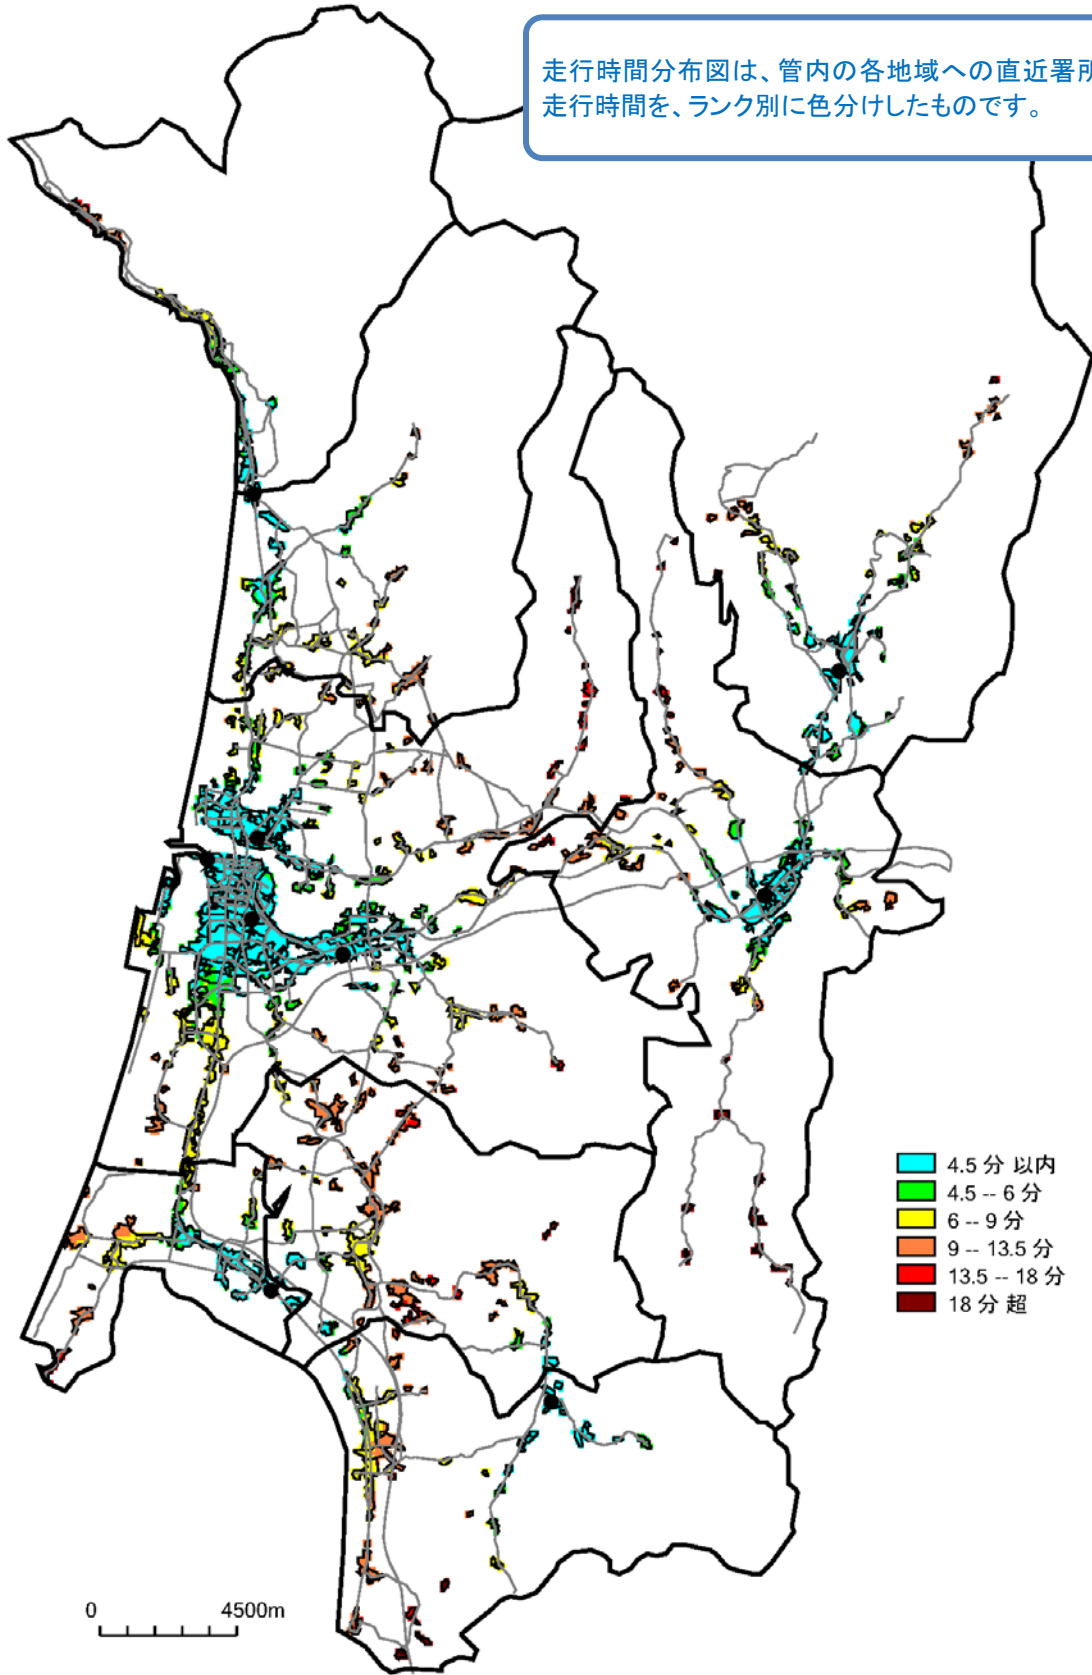 走行時間分布図は、管内の各地域への直近署所
走行時間を、ランク別に色分けしたものです。
4.5 分 以内
4.5 -- 6 分
6 -- 9 分
9 -- 13.5 分
13.5 -- 18 分
18 分 超
0 4500m